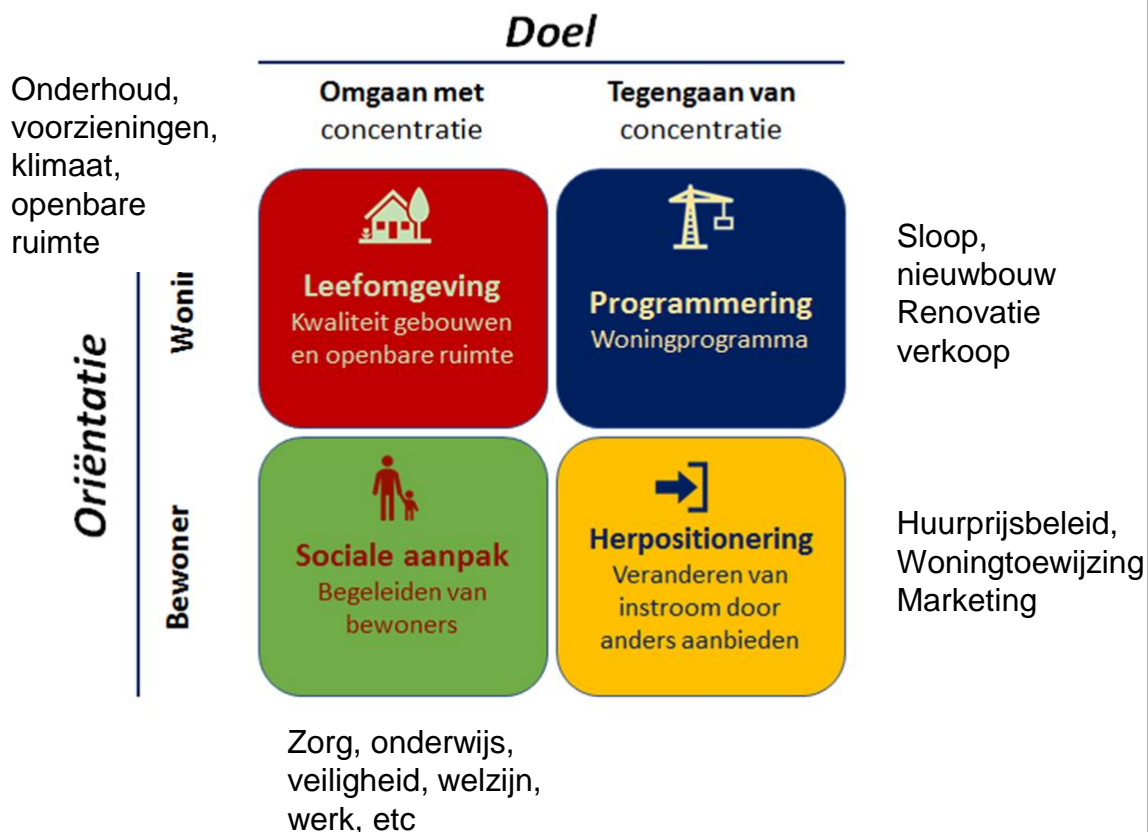 Doel
Omgaan met
concentratie
Tegengaan van
concentratie
Onderhoud,
voorzieningen,
klimaat,
openbare
ruimte
Oriëntatie
Leefomgeving
Kwaliteit gebouwen
en openbare ruimte
Programmering
Woningprogramma
Sloop,
nieuwbouw
Renovatie
verkoop
Bewoner
Sociale aanpak
Begeleiden van
bewoners
Herpositionering
Veranderen van
instroom door
anders aanbieden
Huurprijsbeleid,
Woningtoewijzing
Marketing
Zorg, onderwijs,
veiligheid, welzijn,
werk, etc